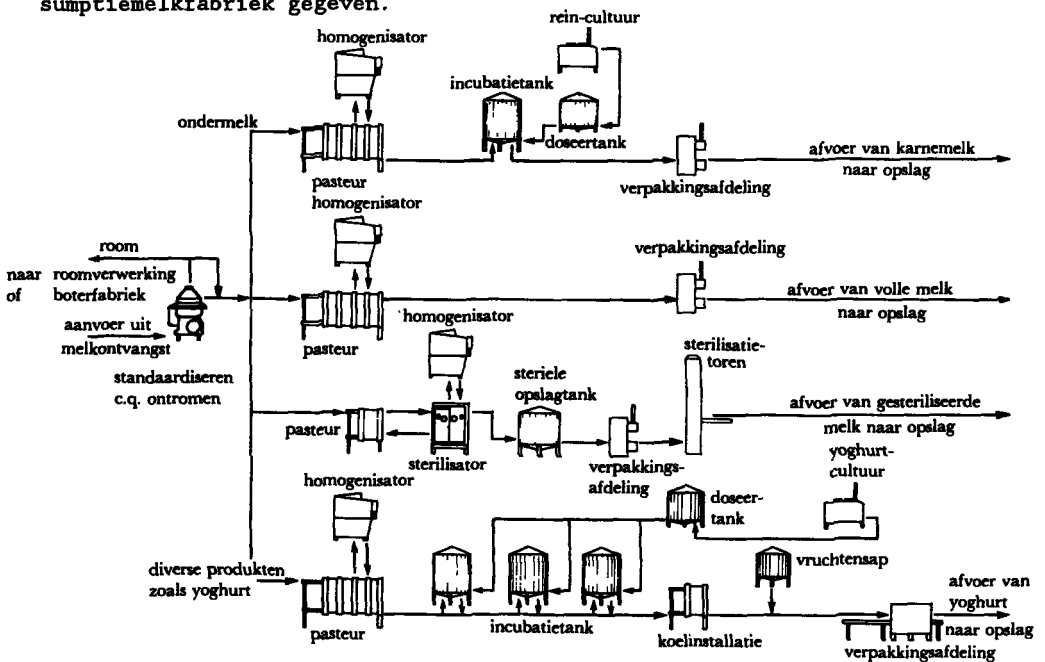 sumptiemelkfabriek gegeven.
rein-cultuur
homogenisator
incubatietank
ondermelk
doseertank
afvoer van karnemelk
naar opslag
pasteur
verpakkingsafdeling
homogenisator
room
verpakkingsafdeling
naar roomverwerking
of boterfabriek
afvoer van volle melk
naar opslag
aanvoer uit
melkontvangst
homogenisator
pasteur
sterilisatie-
toren
standaardiseren
c.q. ontromen
steriele
opslagtank
afvoer van gesteriliseerde
melk naar opslag
pasteur
sterilisator
verpakkings-
afdeling
yoghurt-
cultuur
homogenisator
doseer-
tank
diverse produkten
zoals yoghurt
vruchtensap
afvoer van
yoghurt
naar opslag
pasteur
incubatietank
koelinstallatie
verpakkingsafdeling